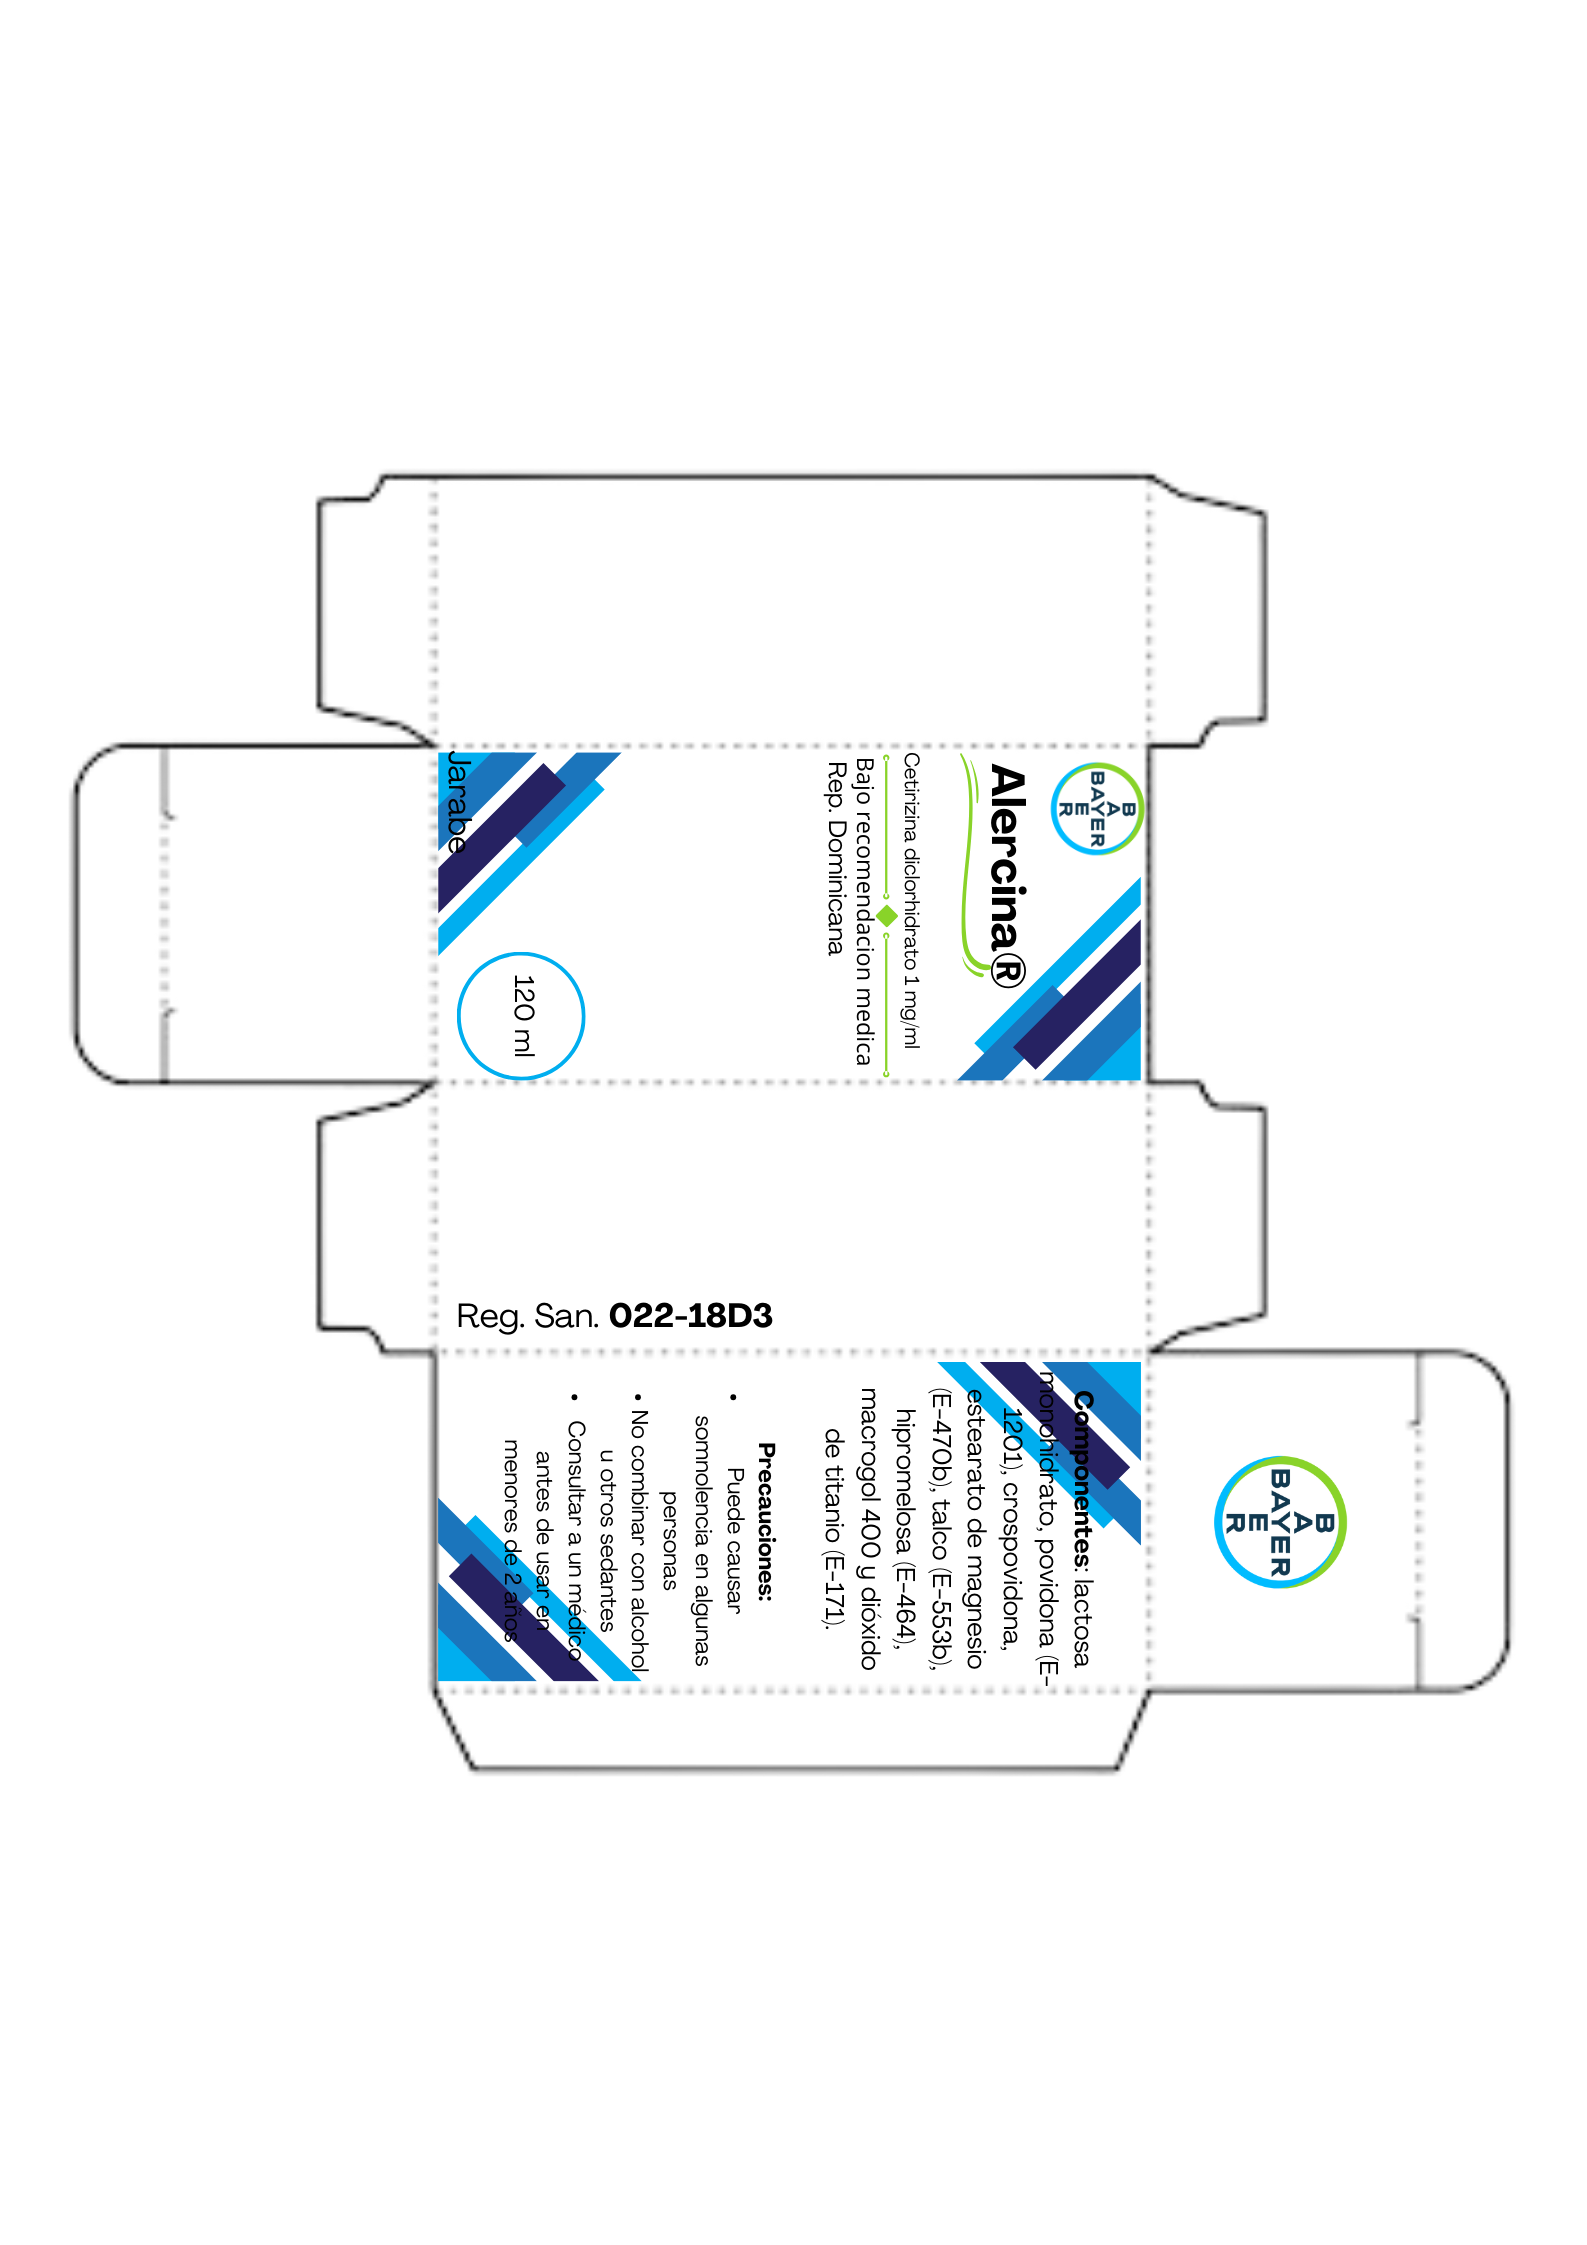 BAYER
BAYER
Alercina®
Cetirizina diclorhidrato 1 mg/ml
Bajo recomendacion medica
Rep. Dominicana
120 ml
Jarabe
Reg. San. 022-18D3
BAYER
BAYER
Componentes: lactosa
monohidrato, povidona (E-
1201), crospovidona,
estearato de magnesio
(E-470b), talco (E-553b),
hipromelosa (E-464),
macrogol 400 y dióxido
de titanio (E-171).
Precauciones:
• Puede causar
somnolencia en algunas
personas
• No combinar con alcohol
u otros sedantes
• Consultar a un médico
antes de usar en
menores de 2 años